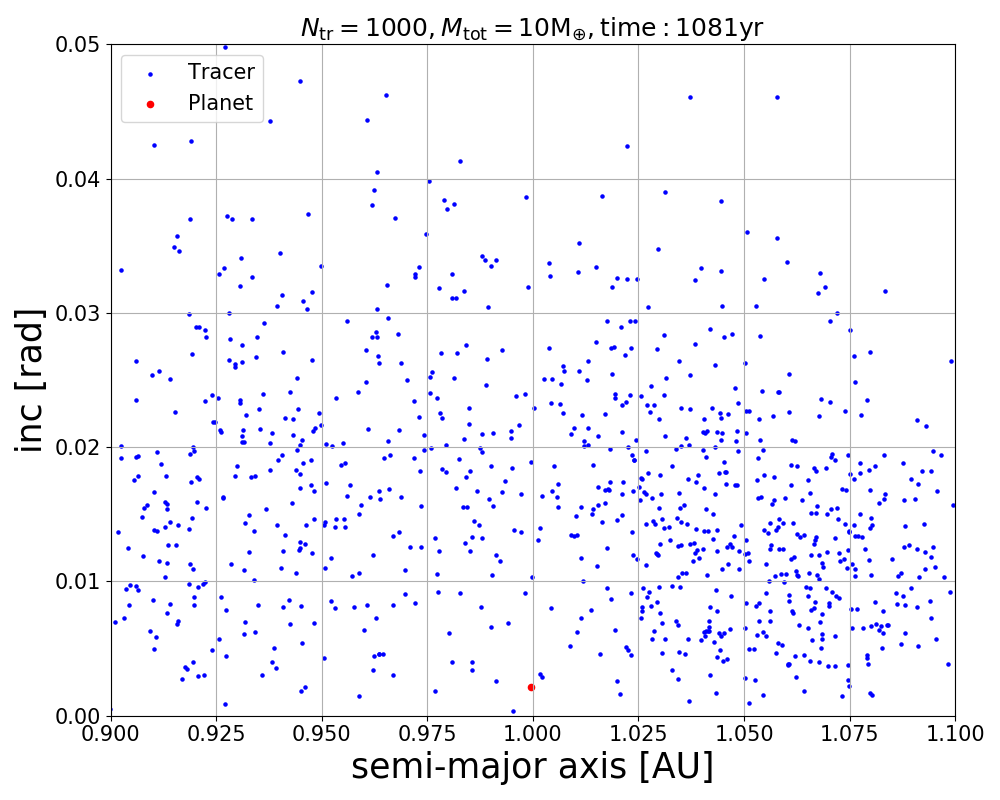 N_tr = 1000, M_tot = 10M_⊕, time : 1081yr
0.05
Tracer
Planet
0.04
0.03
inc [rad]
0.02
0.01
0.00
0.900 0.925 0.950 0.975 1.000 1.025 1.050 1.075 1.100
semi-major axis [AU]